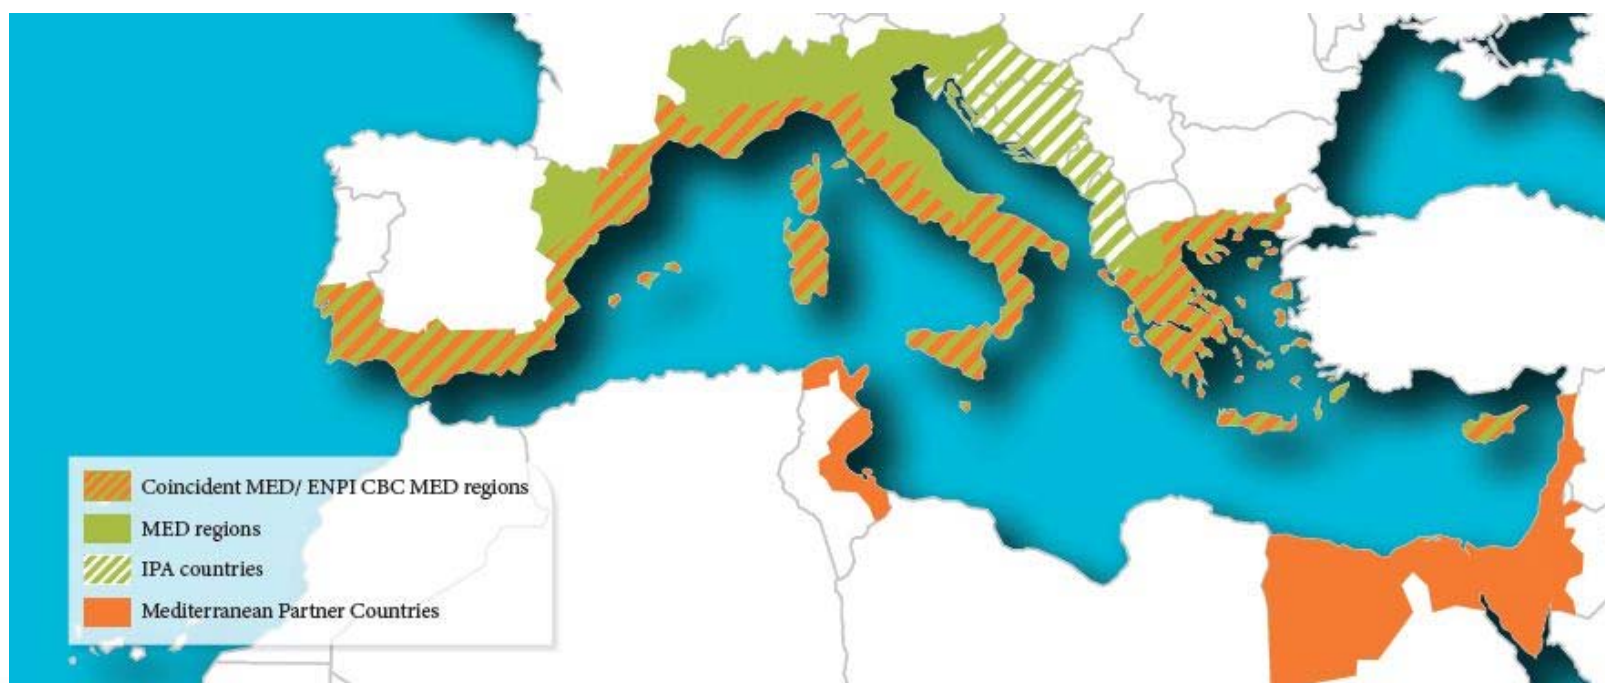 Coincident MED/ ENPI CBC MED regions
MED regions
IPA countries
Mediterranean Partner Countries